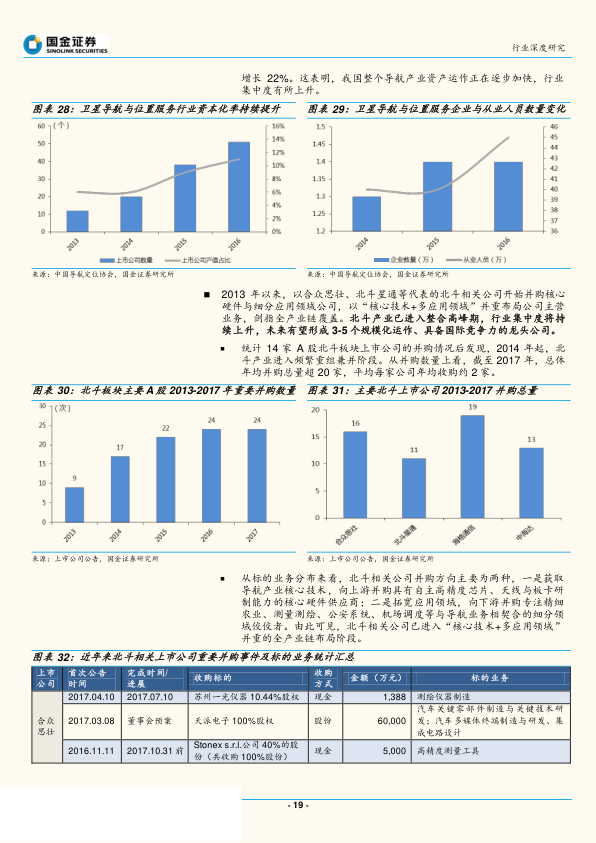 国金证券
SINOLINK SECURITIES
行业深度研究
增长 22%。这表明，我国整个导航产业资产运作正在逐步加快，行业
集中度有所上升。
图表 28：卫星导航与位置服务行业资本化率持续提升
60 (个) 16%
50 14%
40 12%
30 10%
20 8%
10 6%
0 4%
2%
0%
2013 2014 2015 2016
上市公司数量 上市公司产值占比
来源：中国导航定位协会，国金证券研究所
图表 29：卫星导航与位置服务企业与从业人员数量变化
1.5 46
1.45 45
1.4 44
1.35 43
1.3 42
1.25 41
1.2 40
39
38
37
36
2014 2015 2016
企业数量（万） 从业人员（万）
来源：中国导航定位协会，国金证券研究所
■ 2013 年以来，以合众思壮、北斗星通等代表的北斗相关公司开始并购核心
硬件与细分应用领域公司，以“核心技术+多应用领域”并重布局公司主营
业务，剑指全产业链覆盖。北斗产业已进入整合高峰期，行业集中度将持
续上升，未来有望形成 3-5 个规模化运作、具备国际竞争力的龙头公司。
■ 统计 14 家 A 股北斗板块上市公司的并购情况后发现，2014 年起，北
斗产业进入频繁重组兼并阶段。从并购数量上看，截至 2017 年，总体
年均并购总量超 20 家，平均每家公司年均收购约 2 家。
图表 30：北斗板块主要 A 股 2013-2017 年重要并购数量
30 (次)
25
20
15
10
5
0
9 17 22 24 24
2013 2014 2015 2016 2017
来源：上市公司公告，国金证券研究所
图表 31：主要北斗上市公司 2013-2017 并购总量
20
15
10
5
0
16 11 19 13
合众思壮 北斗星通 海格通信 中海达
来源：上市公司公告，国金证券研究所
■ 从标的业务分布来看，北斗相关公司并购方向主要为两种，一是获取
导航产业核心技术，向上游并购具有自主高精度芯片、天线与板卡研
制能力的核心硬件供应商；二是拓宽应用领域，向下游并购专注精细
农业、测量测绘、公安系统、机场调度等与导航业务相契合的细分领
域佼佼者。由此可见，北斗相关公司已进入“核心技术+多应用领域”
并重的全产业链布局阶段。
图表 32：近年来北斗相关上市公司重要并购事件及标的业务统计汇总
上市公司 首次公告时间 完成时间/进展 收购标的 收购方式 金额（万元） 标的业务
合众思壮
2017.04.10 2017.07.10 苏州一光仪器 10.44%股权 现金 1,388 测绘仪器制造
2017.03.08 董事会预案 天派电子 100%股权 股份 60,000 汽车关键零部件制造与关键技术研
发；汽车多媒体终端制造与研发、集
成电路设计
2016.11.11 2017.10.31 前 Stonex s.r.l.公司 40%的股
份（共收购 100%股份） 现金 5,000 高精度测量工具
- 19 -